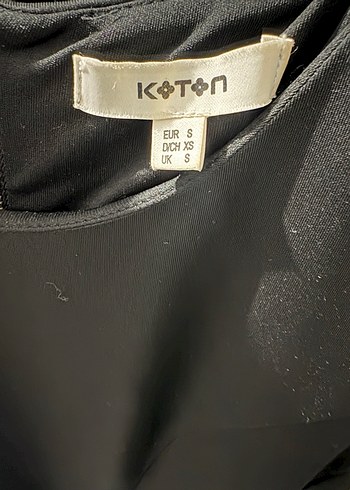 KOTON
EUR S
D/CH XS
UK S